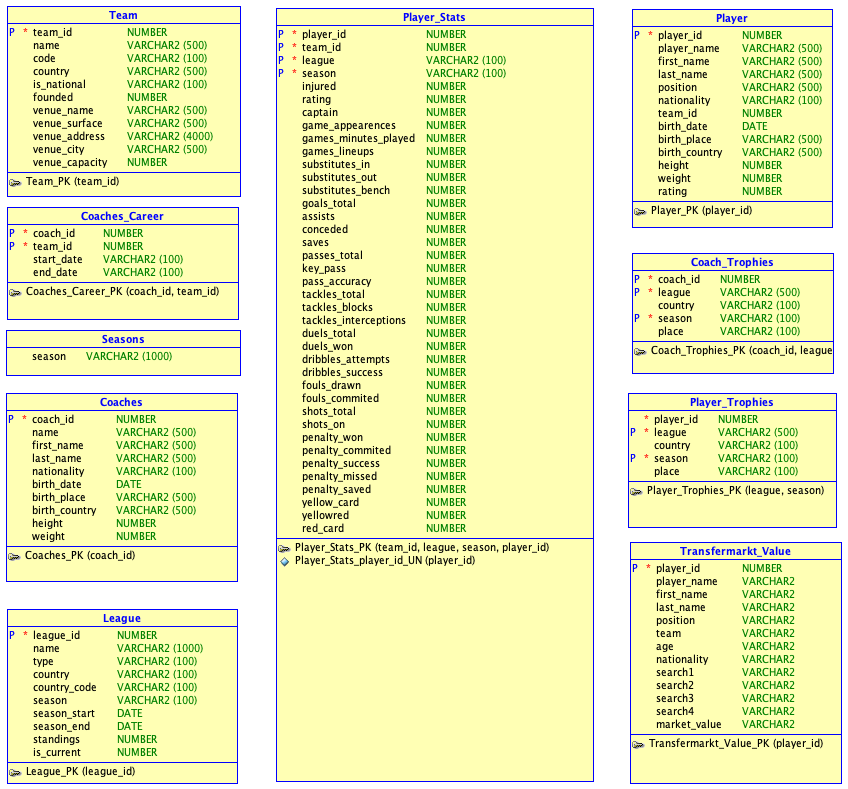 Team
P * team_id NUMBER
name VARCHAR2 (500)
code VARCHAR2 (100)
country VARCHAR2 (500)
is_national VARCHAR2 (100)
founded NUMBER
venue_name VARCHAR2 (500)
venue_surface VARCHAR2 (500)
venue_address VARCHAR2 (4000)
venue_city VARCHAR2 (500)
venue_capacity NUMBER
Team_PK (team_id)
Coaches_Career
P * coach_id NUMBER
P * team_id NUMBER
start_date VARCHAR2 (100)
end_date VARCHAR2 (100)
Coaches_Career_PK (coach_id, team_id)
Seasons
season VARCHAR2 (1000)
Coaches
P * coach_id NUMBER
name VARCHAR2 (500)
first_name VARCHAR2 (500)
last_name VARCHAR2 (500)
nationality VARCHAR2 (100)
birth_date DATE
birth_place VARCHAR2 (500)
birth_country VARCHAR2 (500)
height NUMBER
weight NUMBER
Coaches_PK (coach_id)
League
P * league_id NUMBER
name VARCHAR2 (1000)
type VARCHAR2 (100)
country VARCHAR2 (100)
country_code VARCHAR2 (100)
season VARCHAR2 (100)
season_start DATE
season_end DATE
standings NUMBER
is_current NUMBER
League_PK (league_id)
Player_Stats
P * player_id NUMBER
P * team_id NUMBER
P * league VARCHAR2 (100)
P * season VARCHAR2 (100)
injured NUMBER
rating NUMBER
captain NUMBER
game_appearences NUMBER
games_minutes_played NUMBER
games_lineups NUMBER
substitutes_in NUMBER
substitutes_out NUMBER
substitutes_bench NUMBER
goals_total NUMBER
assists NUMBER
conceded NUMBER
saves NUMBER
passes_total NUMBER
key_pass NUMBER
pass_accuracy NUMBER
tackles_total NUMBER
tackles_blocks NUMBER
tackles_interceptions NUMBER
duels_total NUMBER
duels_won NUMBER
dribbles_attempts NUMBER
dribbles_success NUMBER
fouls_drawn NUMBER
fouls_commited NUMBER
shots_total NUMBER
shots_on NUMBER
penalty_won NUMBER
penalty_commited NUMBER
penalty_success NUMBER
penalty_missed NUMBER
penalty_saved NUMBER
yellow_card NUMBER
yellowred NUMBER
red_card NUMBER
Player_Stats_PK (team_id, league, season, player_id)
Player_Stats_player_id_UN (player_id)
Player
P * player_id NUMBER
player_name VARCHAR2 (500)
first_name VARCHAR2 (500)
last_name VARCHAR2 (500)
position VARCHAR2 (500)
nationality VARCHAR2 (100)
team_id NUMBER
birth_date DATE
birth_place VARCHAR2 (500)
birth_country VARCHAR2 (500)
height NUMBER
weight NUMBER
rating NUMBER
Player_PK (player_id)
Coach_Trophies
P * coach_id NUMBER
P * league VARCHAR2 (500)
country VARCHAR2 (100)
P * season VARCHAR2 (100)
place VARCHAR2 (100)
Coach_Trophies_PK (coach_id, league
Player_Trophies
* player_id NUMBER
P * league VARCHAR2 (500)
country VARCHAR2 (100)
P * season VARCHAR2 (100)
place VARCHAR2 (100)
Player_Trophies_PK (league, season)
Transfermarkt_Value
P * player_id NUMBER
player_name VARCHAR2
first_name VARCHAR2
last_name VARCHAR2
position VARCHAR2
team VARCHAR2
age VARCHAR2
nationality VARCHAR2
search1 VARCHAR2
search2 VARCHAR2
search3 VARCHAR2
search4 VARCHAR2
market_value VARCHAR2
Transfermarkt_Value_PK (player_id)